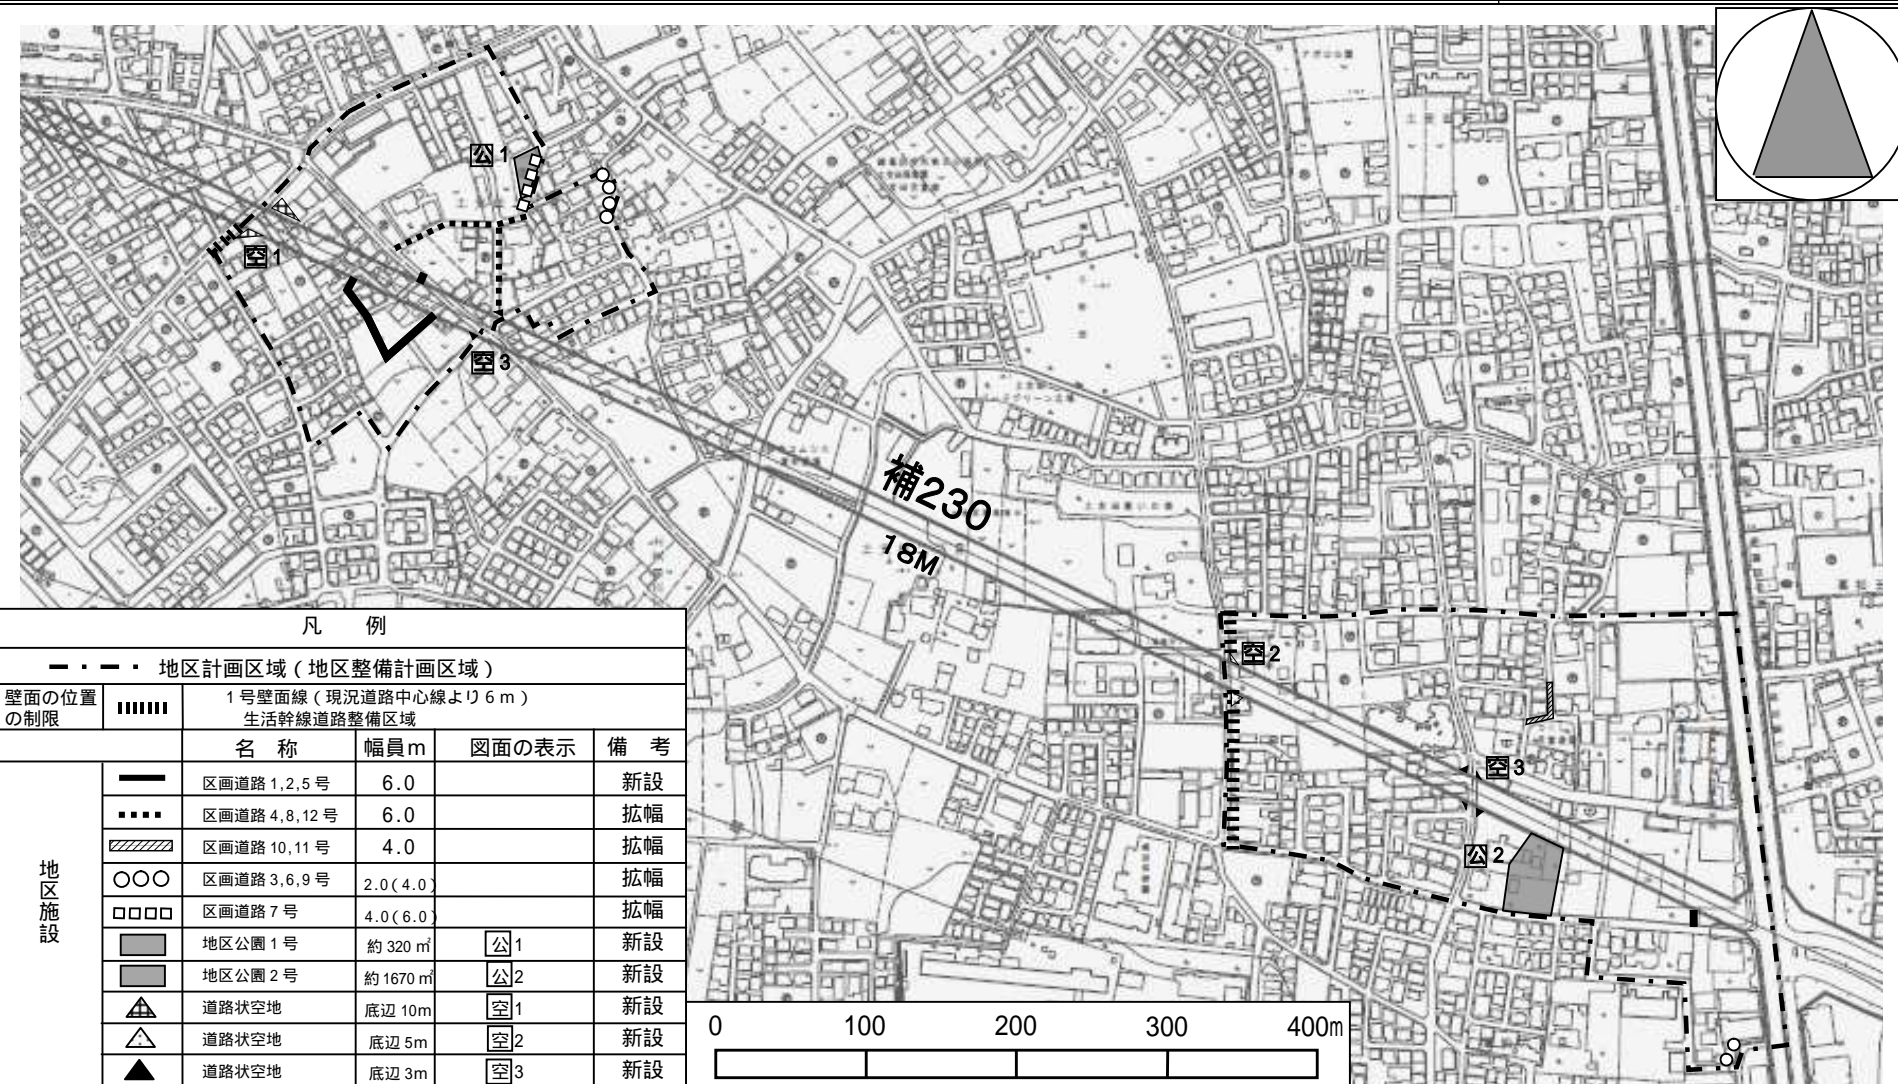 公1
空1
空3
補230
18M
空2
空3
公2
凡 例
地区計画区域（地区整備計画区域）
壁面の位置の制限
1号壁面線（現況道路中心線より6m）
生活幹線道路整備区域
名 称 幅員m 図面の表示 備 考
地区施設
区画道路1,2,5号 6.0 新設
区画道路4,8,12号 6.0 拡幅
区画道路10,11号 4.0 拡幅
区画道路3,6,9号 2.0(4.0) 拡幅
区画道路7号 4.0(6.0) 拡幅
地区公園1号 約320㎡ 公1 新設
地区公園2号 約1670㎡ 公2 新設
道路状空地 底辺10m 空1 新設
道路状空地 底辺5m 空2 新設
道路状空地 底辺3m 空3 新設
0 100 200 300 400m